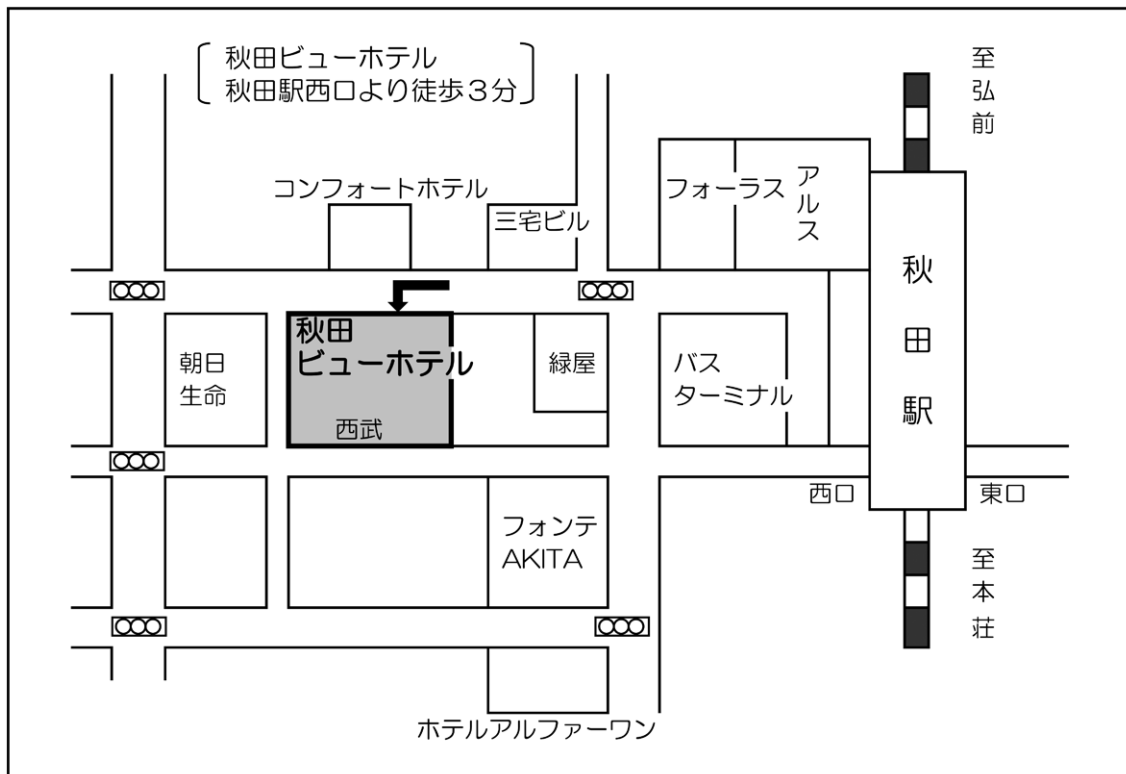 秋田ビューホテル
秋田駅西口より徒歩3分
至弘前
コンフォートホテル
三宅ビル
フォーラス
アルス
秋田駅
秋田
ビューホテル
西武
朝日
生命
緑屋
バス
ターミナル
西口
東口
フォンテ
AKITA
至本荘
ホテルアルファーワン